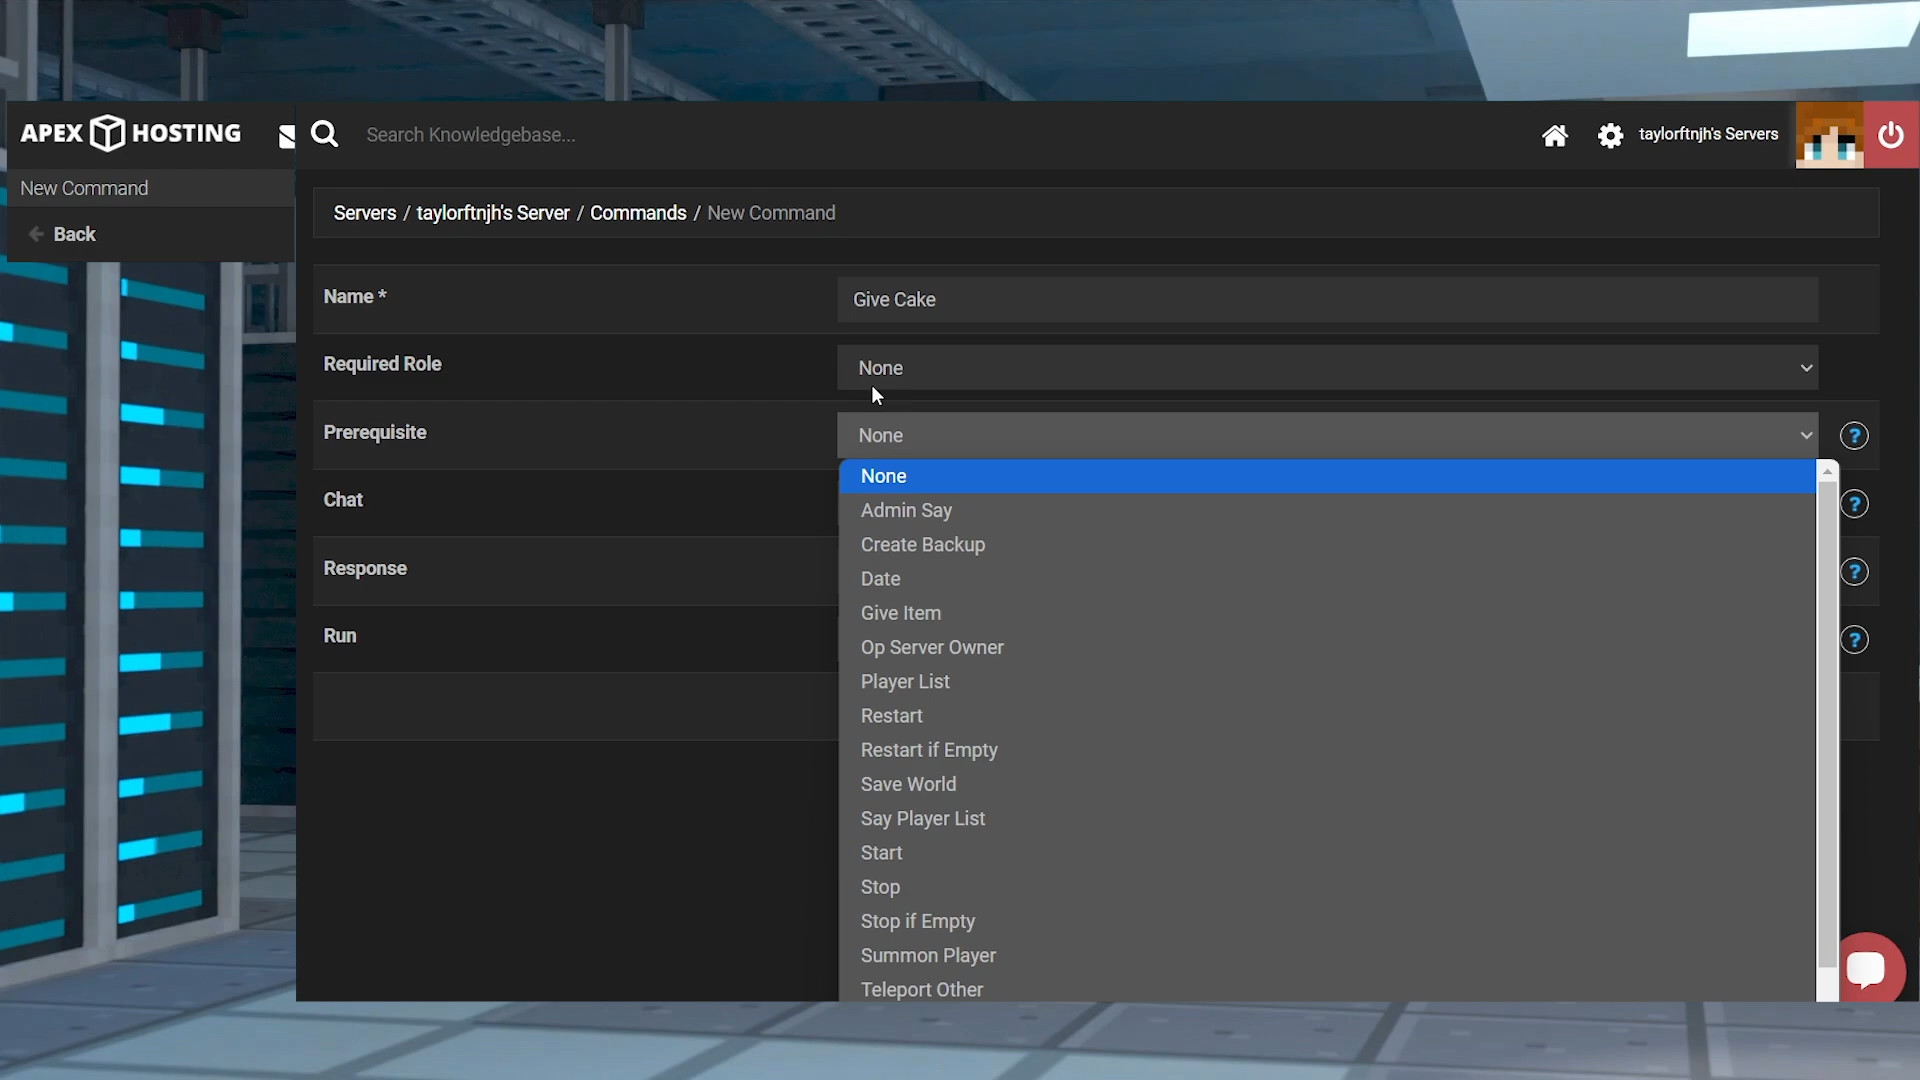 APEX HOSTING
Search Knowledgebase...
taylorftnjh's Servers
New Command
Back
Servers / taylorftnjh's Server / Commands / New Command
Name *
Give Cake
Required Role
None
Prerequisite
None
?
None
Admin Say
Create Backup
Date
Give Item
Op Server Owner
Player List
Restart
Restart if Empty
Save World
Say Player List
Start
Stop
Stop if Empty
Summon Player
Teleport Other
Chat
?
Response
?
Run
?